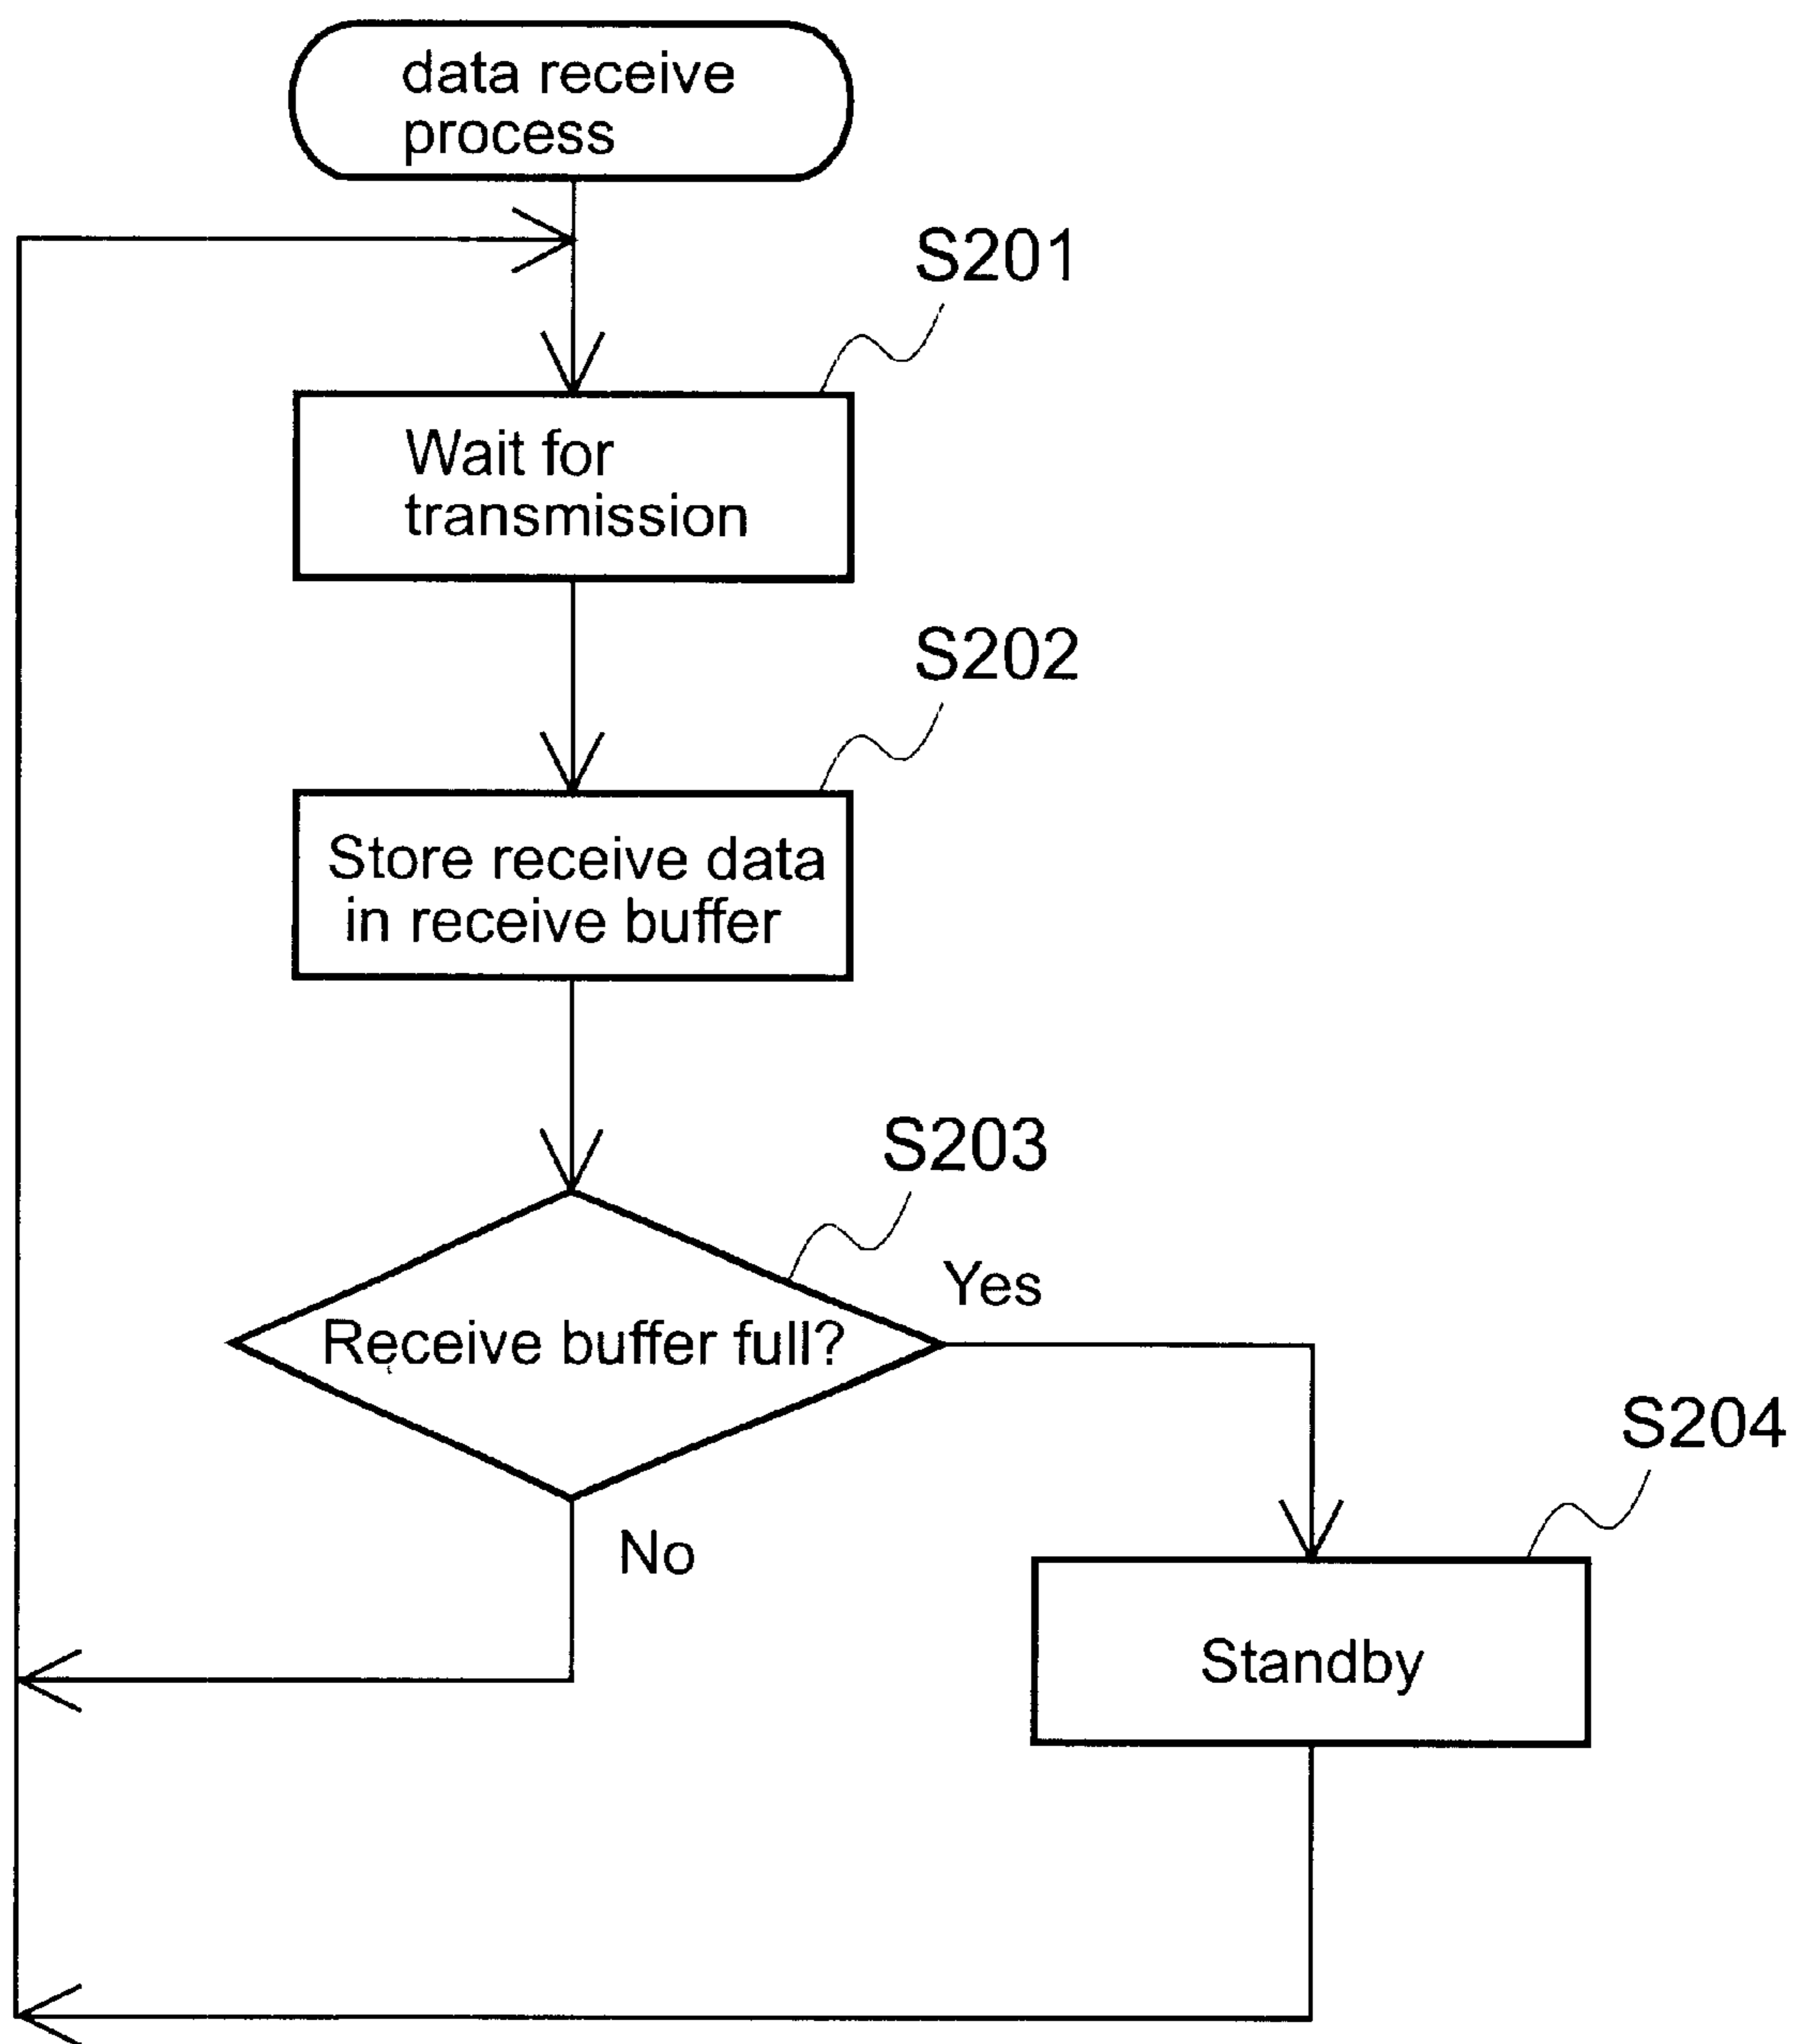 data receive
process
S201
Wait for
transmission
S202
Store receive data
in receive buffer
S203
Yes
Receive buffer full?
S204
No
Standby